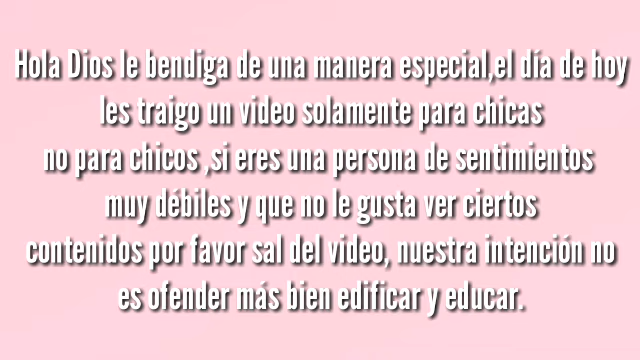 Hola Dios le bendiga de una manera especial,el día de hoy
les traigo un video solamente para chicas
no para chicos ,si eres una persona de sentimientos
muy débiles y que no le gusta ver ciertos
contenidos por favor sal del video, nuestra intención no
es ofender más bien edificar y educar.